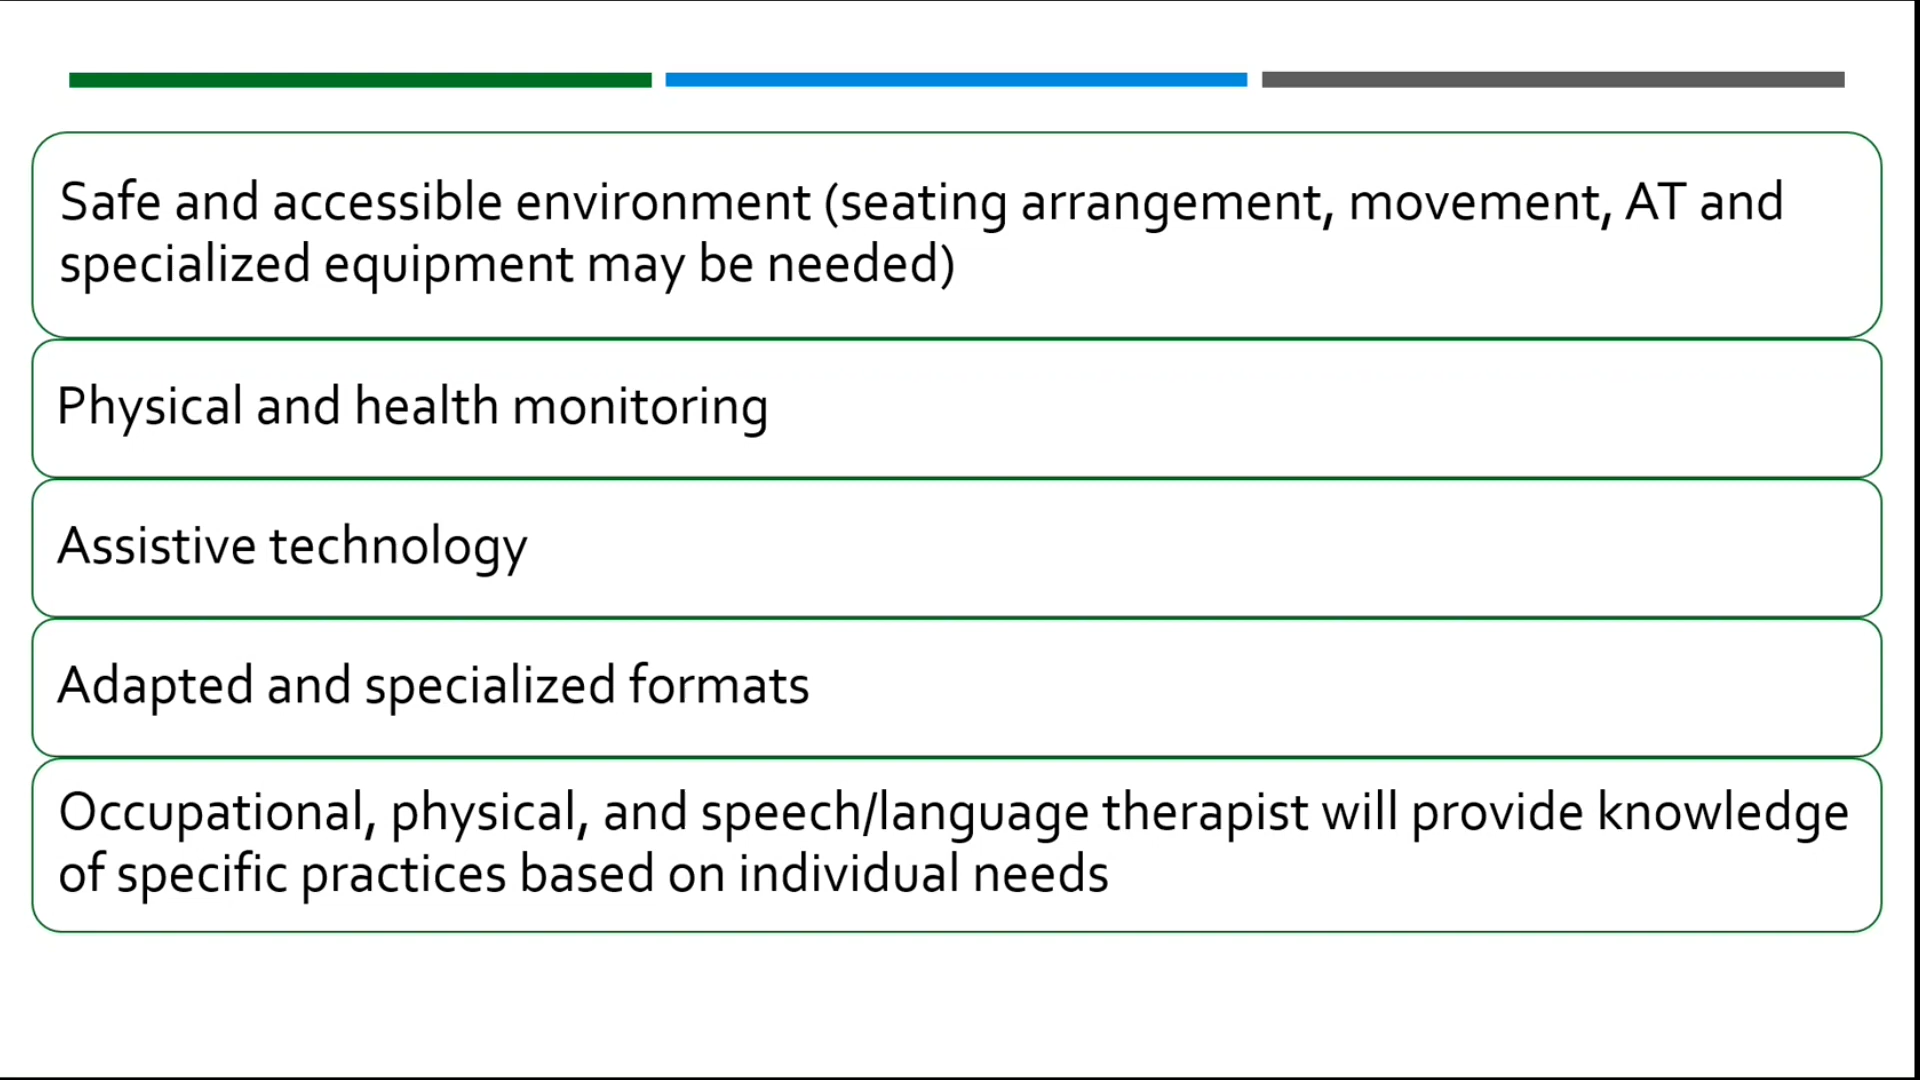 Safe and accessible environment (seating arrangement, movement, AT and
specialized equipment may be needed)
Physical and health monitoring
Assistive technology
Adapted and specialized formats
Occupational, physical, and speech/language therapist will provide knowledge
of specific practices based on individual needs